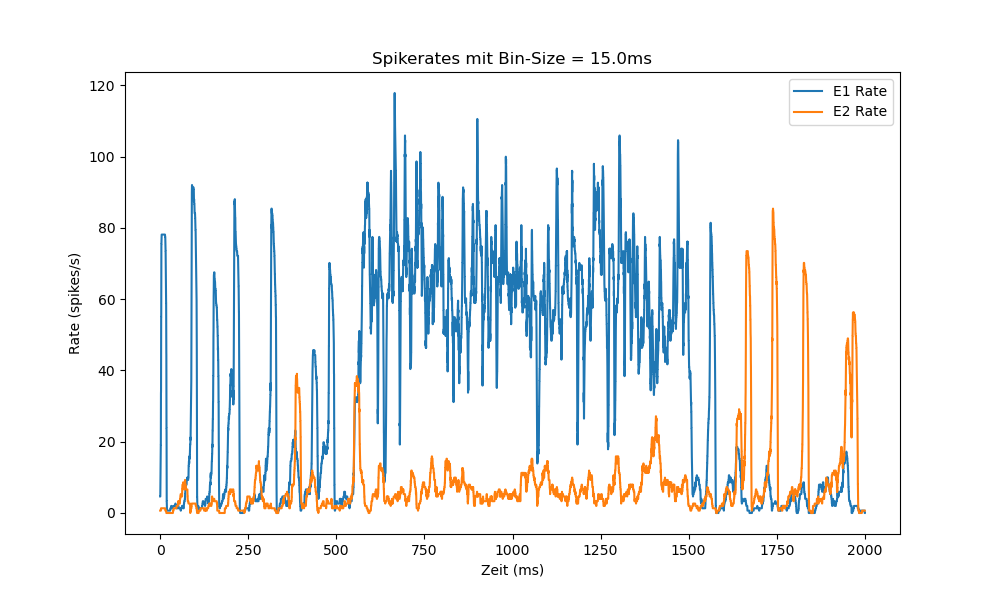 Spikerates mit Bin-Size = 15.0ms
E1 Rate
E2 Rate
Rate (spikes/s)
120
100
80
60
40
20
0
0 250 500 750 1000 1250 1500 1750 2000
Zeit (ms)